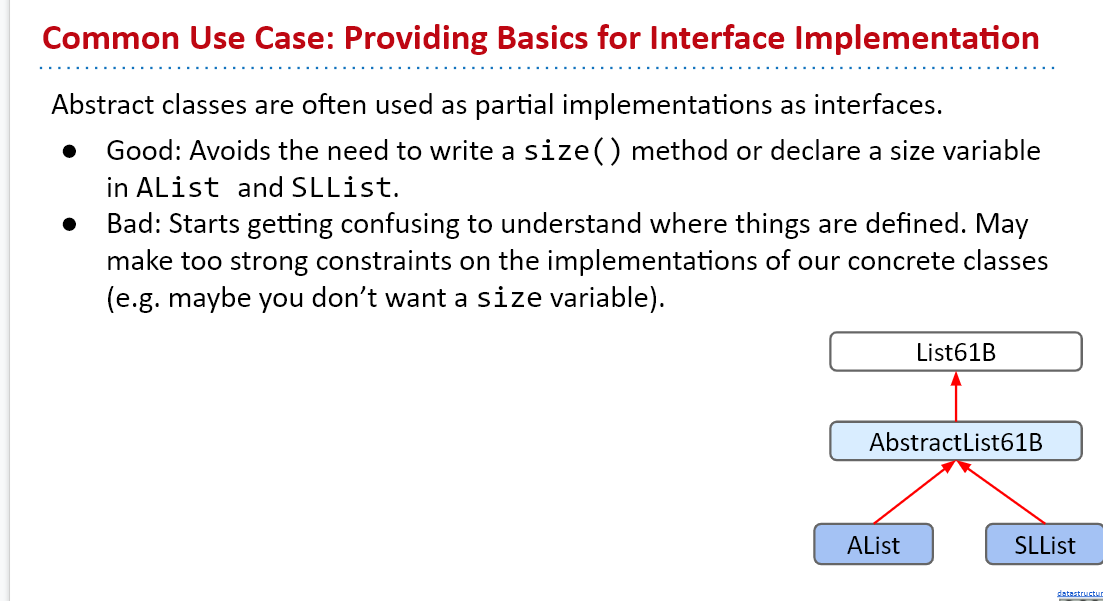 Common Use Case: Providing Basics for Interface Implementation
Abstract classes are often used as partial implementations as interfaces.
● Good: Avoids the need to write a size() method or declare a size variable
in AList and SLList.
● Bad: Starts getting confusing to understand where things are defined. May
make too strong constraints on the implementations of our concrete classes
(e.g. maybe you don’t want a size variable).
List61B
AbstractList61B
AList
SLList